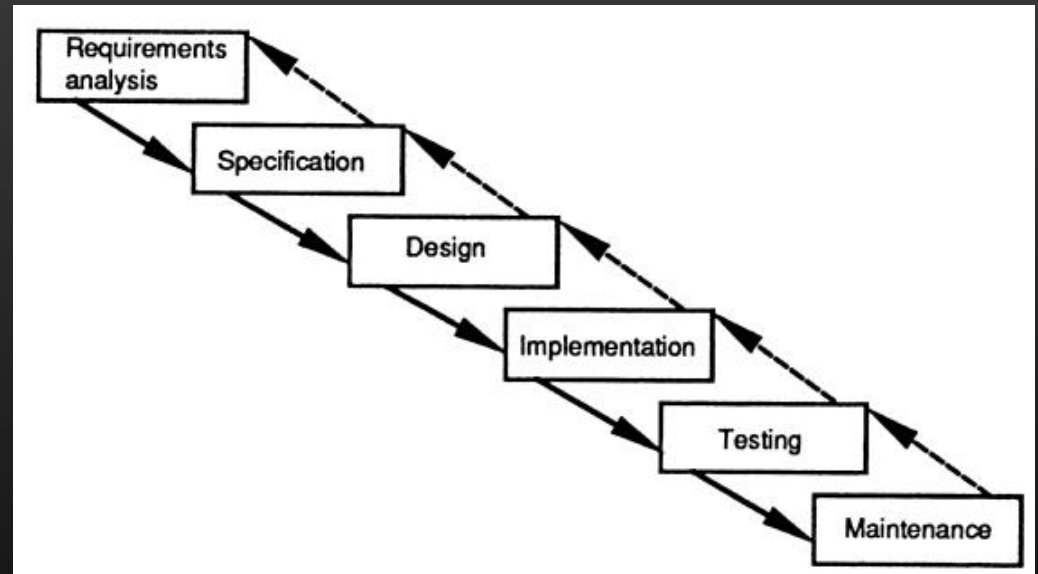 Requirements
analysis
Specification
Design
Implementation
Testing
Maintenance